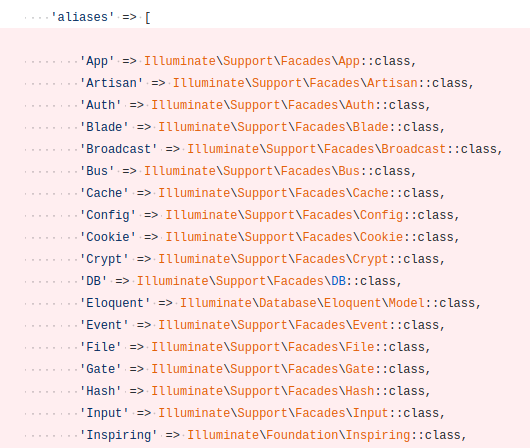 'aliases' => [
'App' => Illuminate\Support\Facades\App::class,
'Artisan' => Illuminate\Support\Facades\Artisan::class,
'Auth' => Illuminate\Support\Facades\Auth::class,
'Blade' => Illuminate\Support\Facades\Blade::class,
'Broadcast' => Illuminate\Support\Facades\Broadcast::class,
'Bus' => Illuminate\Support\Facades\Bus::class,
'Cache' => Illuminate\Support\Facades\Cache::class,
'Config' => Illuminate\Support\Facades\Config::class,
'Cookie' => Illuminate\Support\Facades\Cookie::class,
'Crypt' => Illuminate\Support\Facades\Crypt::class,
'DB' => Illuminate\Support\Facades\DB::class,
'Eloquent' => Illuminate\Database\Eloquent\Model::class,
'Event' => Illuminate\Support\Facades\Event::class,
'File' => Illuminate\Support\Facades\File::class,
'Gate' => Illuminate\Support\Facades\Gate::class,
'Hash' => Illuminate\Support\Facades\Hash::class,
'Input' => Illuminate\Support\Facades\Input::class,
'Inspiring' => Illuminate\Foundation\Inspiring::class,